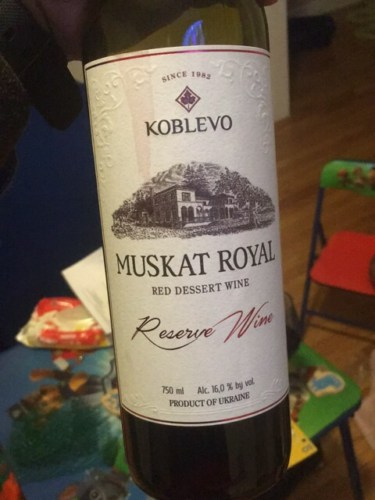 SINCE 1982
KOBLEVO
MUSKAT ROYAL
RED DESSERT WINE
Reserve Wine
750 ml Alc. 16,0 % by vol.
PRODUCT OF UKRAINE